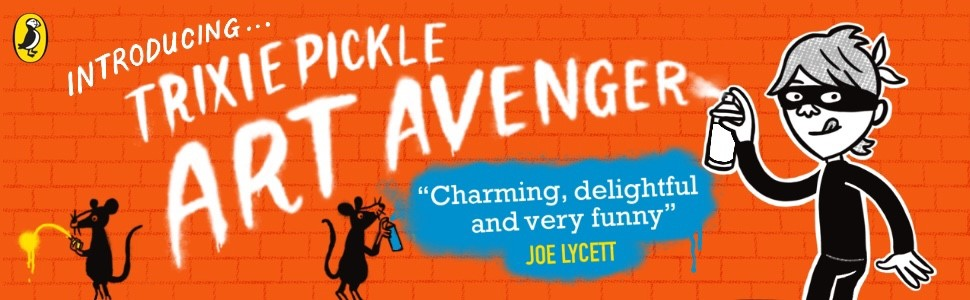 INTRODUCING...
TRIXIE PICKLE
ART AVENGER
“Charming, delightful
and very funny”
JOE LYCETT